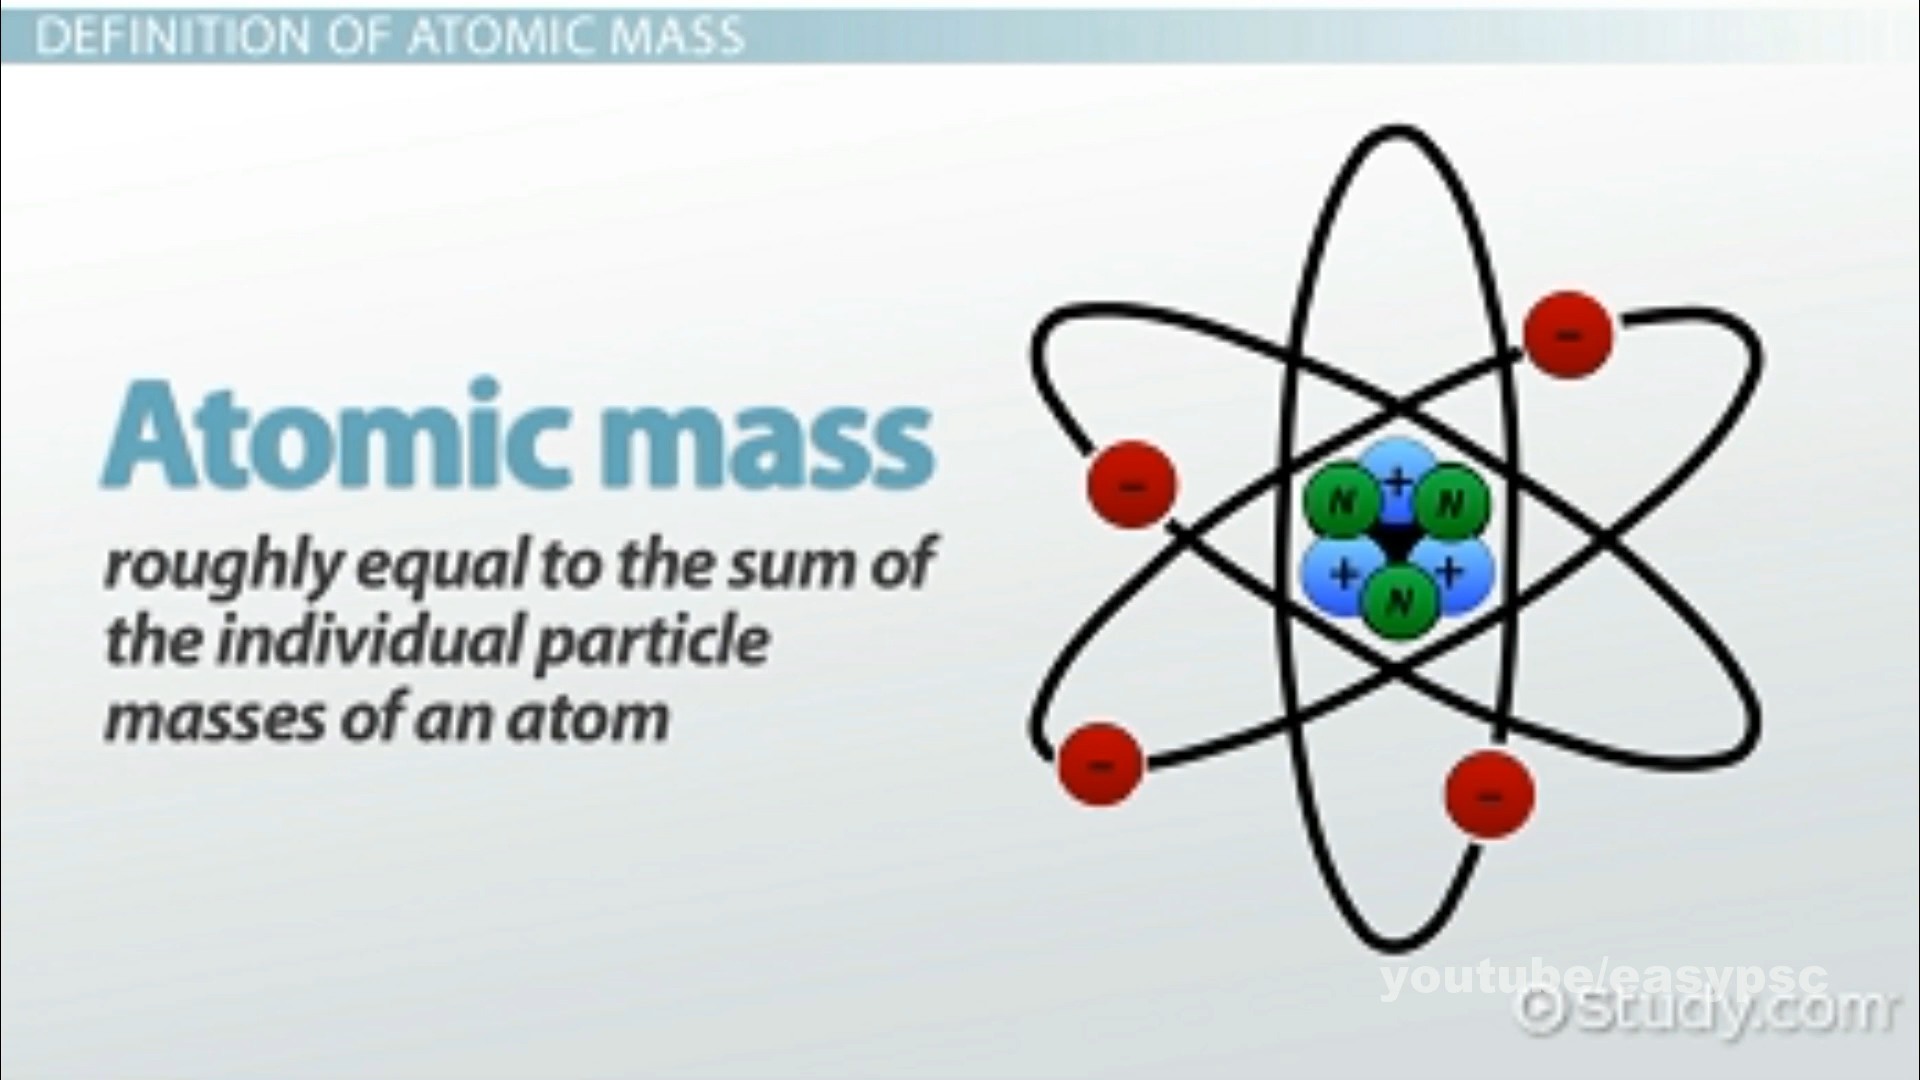 DEFINITION OF ATOMIC MASS
Atomic mass
roughly equal to the sum of
the individual particle
masses of an atom
-
-
+
N
N
+
+
N
-
-
youtube/easypsc
Study.com